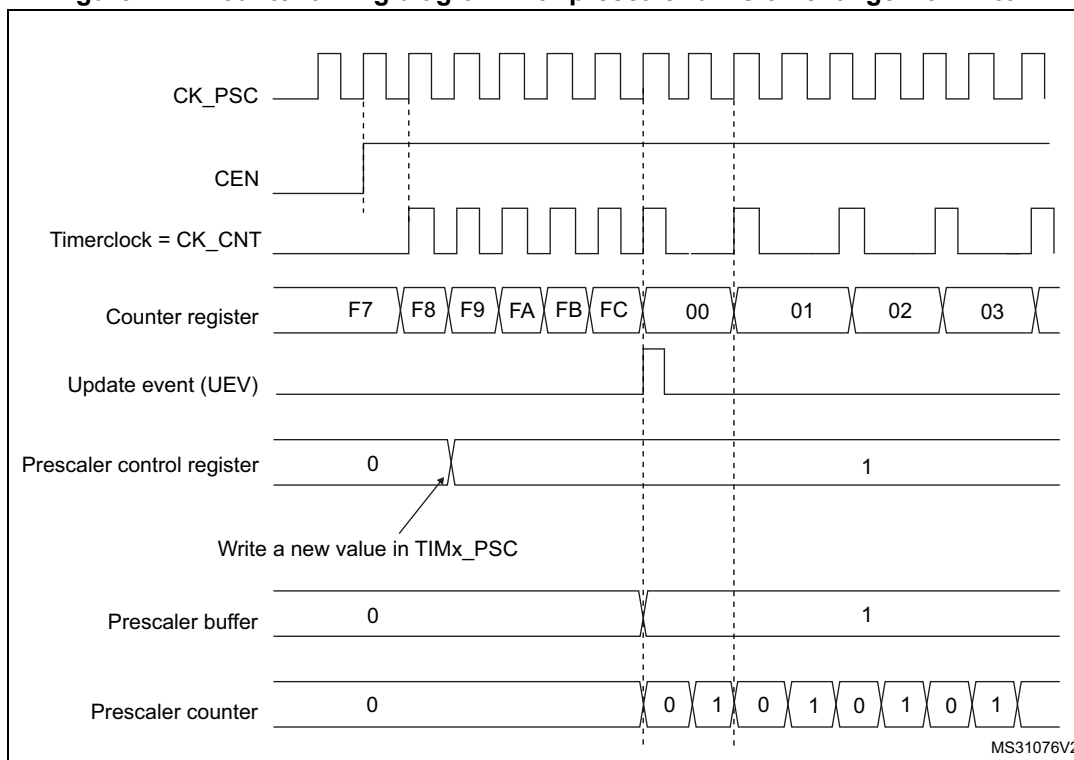 CK_PSC
CEN
Timerclock = CK_CNT
Counter register F7 F8 F9 FA FB FC 00 01 02 03
Update event (UEV)
Prescaler control register 0 1
Write a new value in TIMx_PSC
Prescaler buffer 0 1
Prescaler counter 0 0 1 0 1 0 1 0 1
MS31076V2